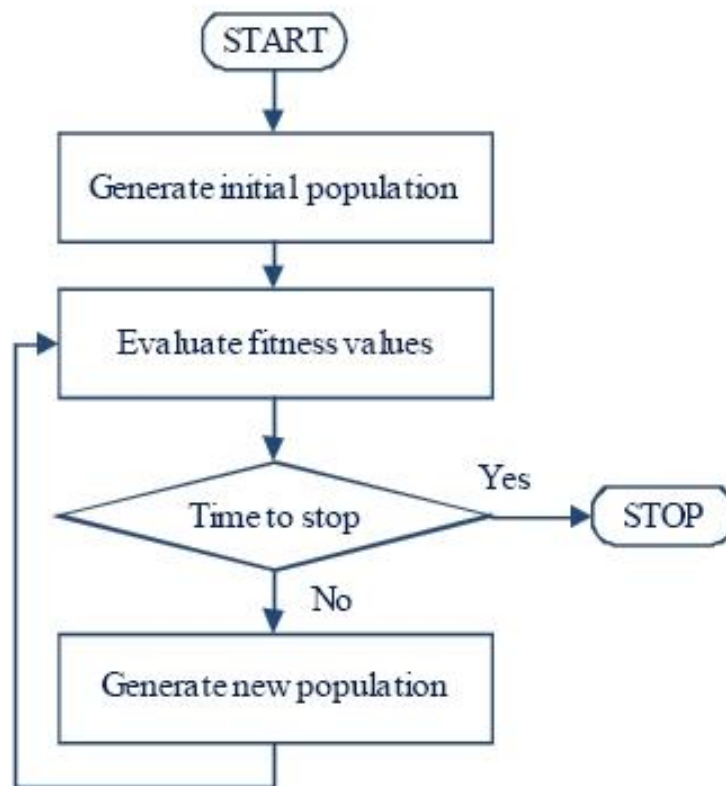 START
Generate initial population
Evaluate fitness values
Yes
Time to stop
STOP
No
Generate new population